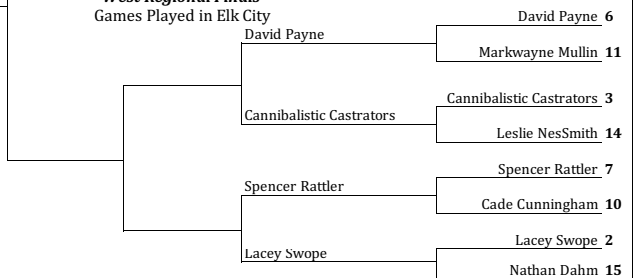 West Regional Finals
Games Played in Elk City
David Payne 6
David Payne
Markwayne Mullin 11
Cannibalistic Castrators 3
Cannibalistic Castrators
Leslie NesSmith 14
Spencer Rattler 7
Spencer Rattler
Cade Cunningham 10
Lacey Swope 2
Lacey Swope
Nathan Dahm 15